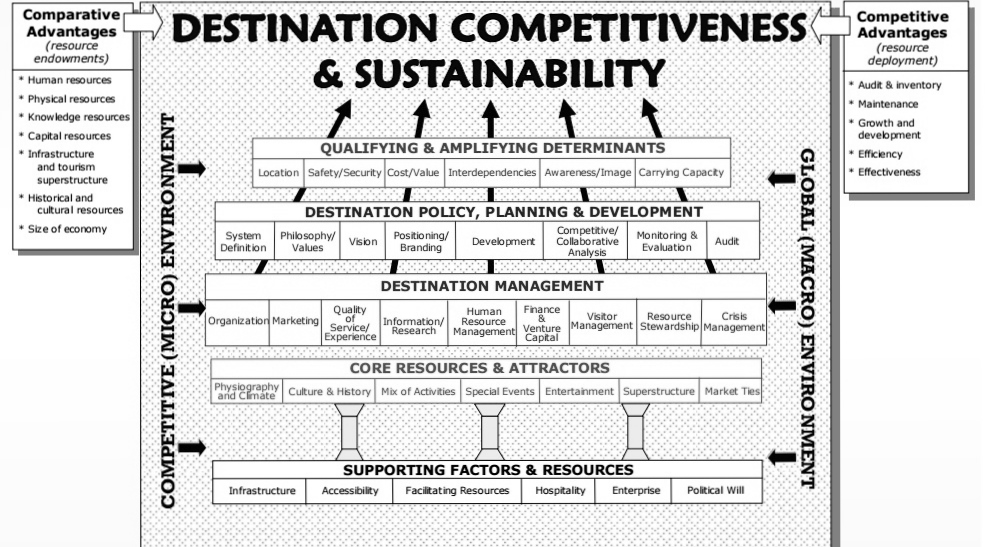 Comparative
Advantages
(resource
endowments)
* Human resources
* Physical resources
* Knowledge resources
* Capital resources
* Infrastructure
and tourism
superstructure
* Historical and
cultural resources
* Size of economy
DESTINATION COMPETITIVENESS
& SUSTAINABILITY
Competitive
Advantages
(resource
deployment)
* Audit & inventory
* Maintenance
* Growth and
development
* Efficiency
* Effectiveness
COMPETITIVE (MICRO) ENVIRONMENT
GLOBAL (MACRO) ENVIRONMENT
QUALIFYING & AMPLIFYING DETERMINANTS
Location
Safety/Security
Cost/Value
Interdependencies
Awareness/Image
Carrying Capacity
DESTINATION POLICY, PLANNING & DEVELOPMENT
System
Definition
Philosophy/
Values
Vision
Positioning/
Branding
Development
Competitive/
Collaborative
Analysis
Monitoring &
Evaluation
Audit
DESTINATION MANAGEMENT
Organization
Marketing
Quality
of
Service/
Experience
Information/
Research
Human
Resource
Management
Finance
&
Venture
Capital
Visitor
Management
Resource
Stewardship
Crisis
Management
CORE RESOURCES & ATTRACTORS
Physiography
and Climate
Culture & History
Mix of Activities
Special Events
Entertainment
Superstructure
Market Ties
SUPPORTING FACTORS & RESOURCES
Infrastructure
Accessibility
Facilitating Resources
Hospitality
Enterprise
Political Will